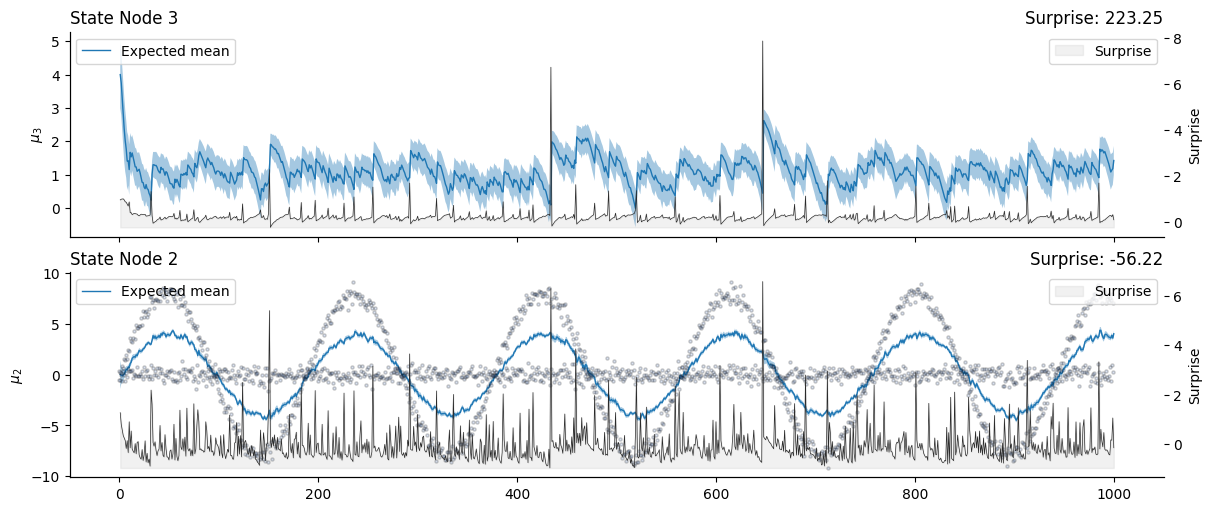 State Node 3
Surprise: 223.25
Expected mean
Surprise
5
4
3
2
1
0
μ3
8
6
4
2
0
Surprise
State Node 2
Surprise: -56.22
Expected mean
Surprise
10
5
0
−5
−10
μ2
6
4
2
0
Surprise
0
200
400
600
800
1000